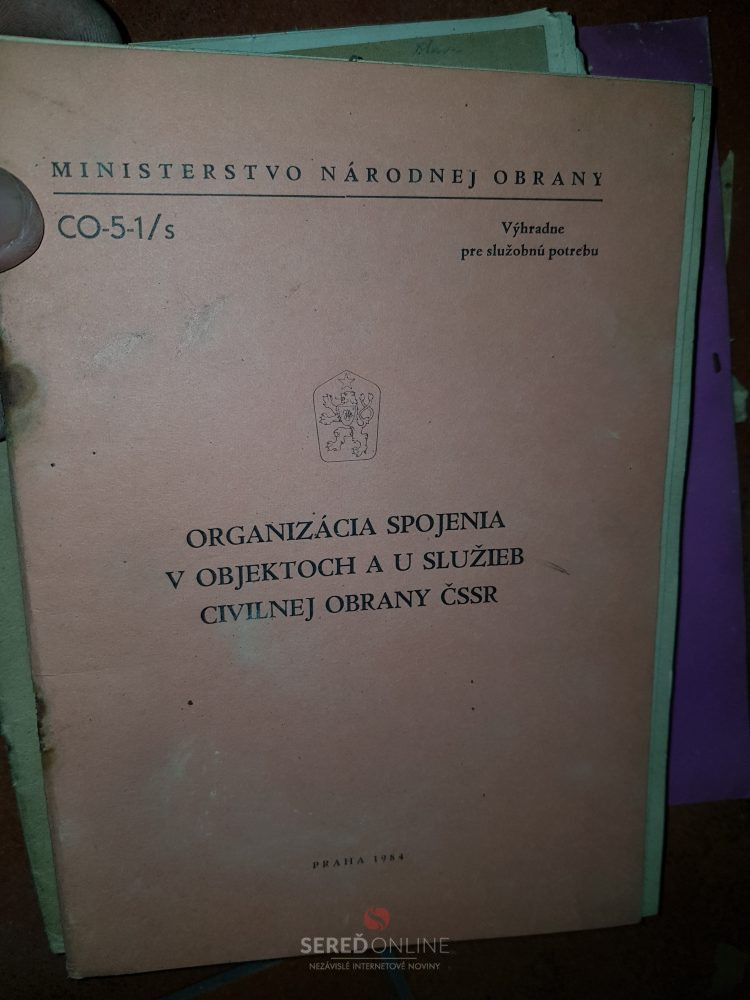 MINISTERSTVO NÁRODNEJ OBRANY
CO-5-1/s
Výhradne
pre služobnú potrebu
ORGANIZÁCIA SPOJENIA
V OBJEKTOCH A U SLUŽIEB
CIVILNEJ OBRANY ČSSR
PRAHA 1984
SEREĎONLINE
NEZÁVISLÉ INTERNETOVÉ NOVINY